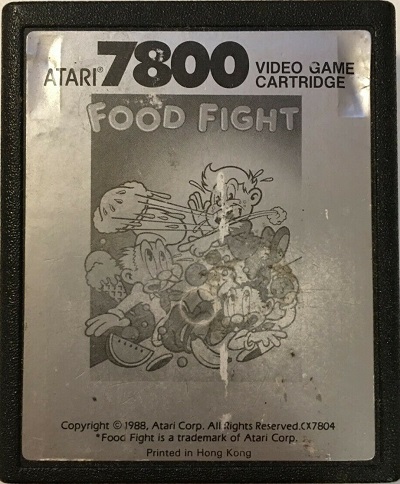 ATARI® 7800 VIDEO GAME
CARTRIDGE
FOOD FIGHT
Copyright © 1988, Atari Corp. All Rights Reserved. CX7804
*Food Fight is a trademark of Atari Corp.
Printed in Hong Kong